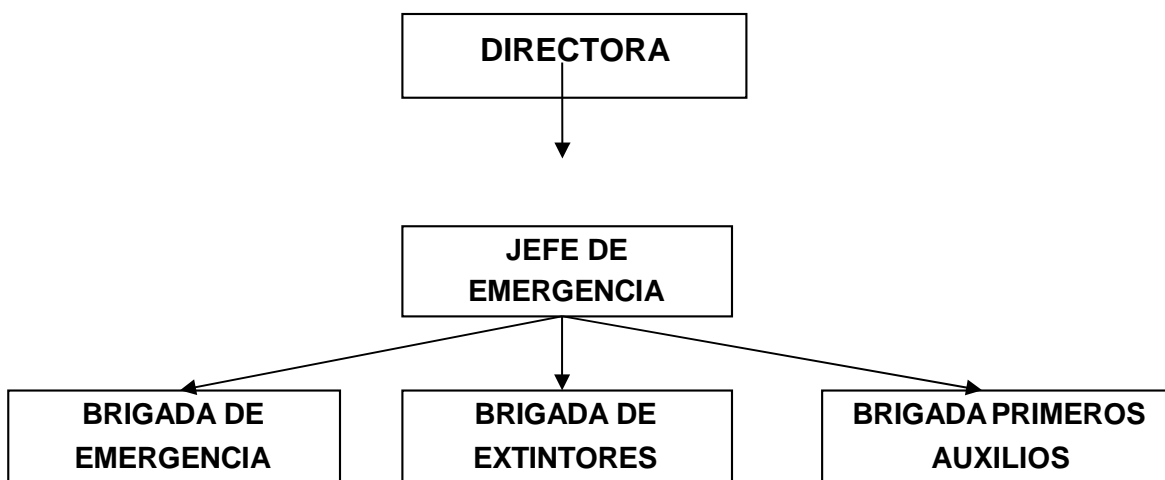 DIRECTORA
JEFE DE
EMERGENCIA
BRIGADA DE
EMERGENCIA
BRIGADA DE
EXTINTORES
BRIGADA PRIMEROS
AUXILIOS